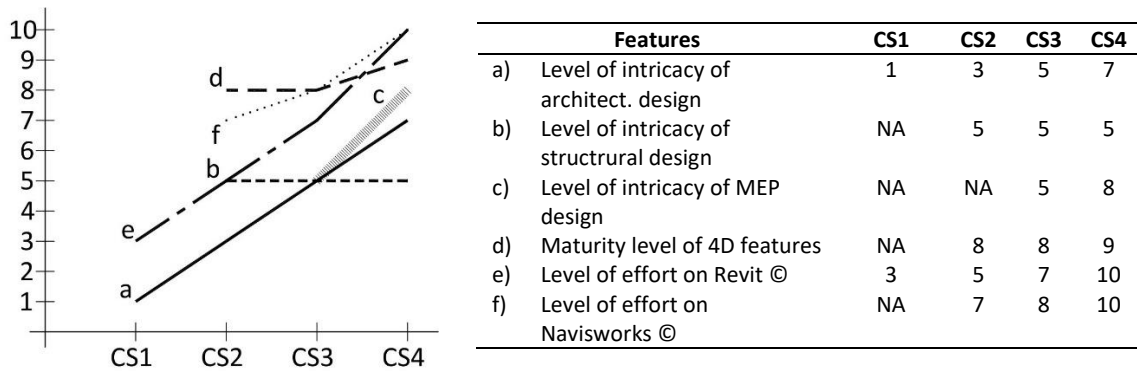 10
9
8
7
6
5
4
3
2
1
d
c
f
b
e
a
CS1 CS2 CS3 CS4
Features CS1 CS2 CS3 CS4
a) Level of intricacy of 1 3 5 7
architect. design
b) Level of intricacy of NA 5 5 5
structrural design
c) Level of intricacy of MEP NA NA 5 8
design
d) Maturity level of 4D features NA 8 8 9
e) Level of effort on Revit © 3 5 7 10
f) Level of effort on NA 7 8 10
Navisworks ©